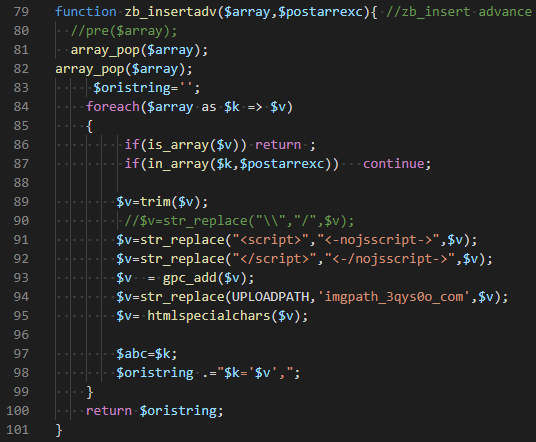 79 function zb_insertadv($array,$postarrexc){ //zb_insert advance
80 //pre($array);
81 array_pop($array);
82 array_pop($array);
83 $oristring='';
84 foreach($array as $k => $v)
85 {
86 if(is_array($v)) return ;
87 if(in_array($k,$postarrexc)) continue;
88
89 $v=trim($v);
90 //$v=str_replace("\\","/",$v);
91 $v=str_replace("<script>","<-nojsscript->",$v);
92 $v=str_replace("</script>","<-/nojsscript->",$v);
93 $v = gpc_add($v);
94 $v=str_replace(UPLOADPATH,'imgpath_3qys0o_com',$v);
95 $v= htmlspecialchars($v);
96
97 $abc=$k;
98 $oristring .="$k='$v',";
99 }
100 return $oristring;
101 }